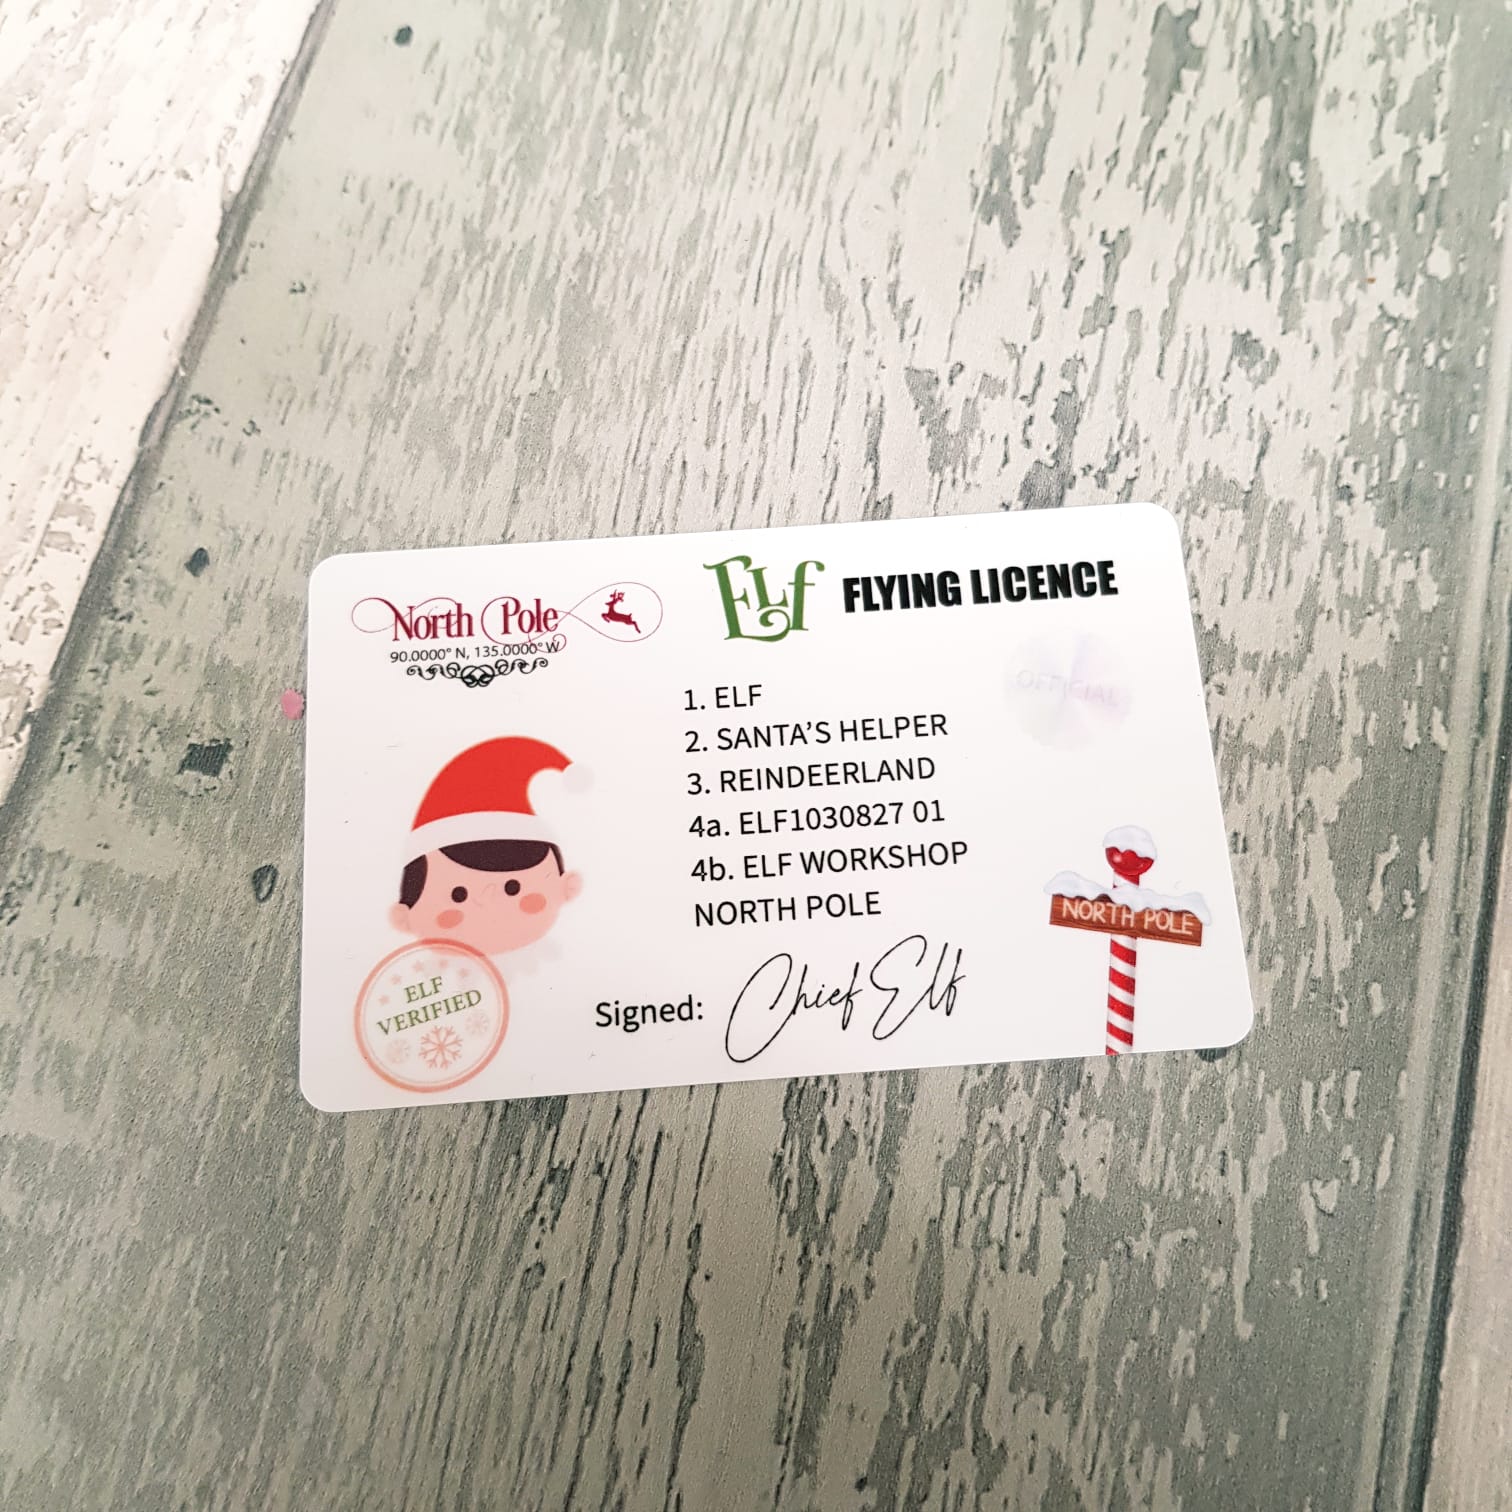 North Pole
90.0000° N, 135.0000° W
ELf FLYING LICENCE
OFFICIAL
1. ELF
2. SANTA’S HELPER
3. REINDEERLAND
4a. ELF1030827 01
4b. ELF WORKSHOP
NORTH POLE
NORTH POLE
ELF
VERIFIED
Signed: Chief Elf